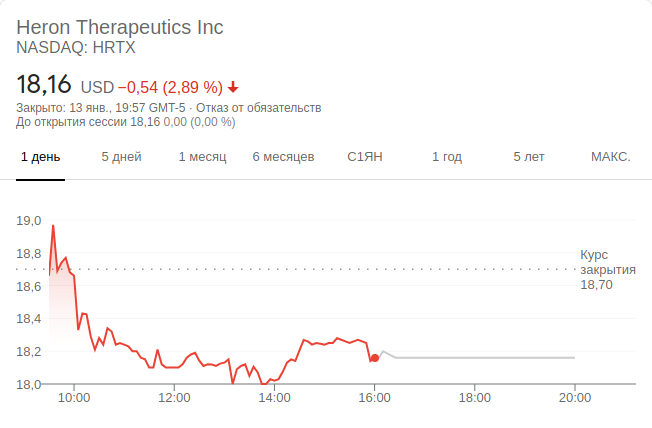 Heron Therapeutics Inc
NASDAQ: HRTX
18,16 USD −0,54 (2,89 %)
Закрыто: 13 янв., 19:57 GMT-5 · Отказ от обязательств
До открытия сессии 18,16 0,00 (0,00 %)
1 день 5 дней 1 месяц 6 месяцев С1ЯН 1 год 5 лет МАКС.
19,0
18,8
Курс
закрытия
18,70
18,6
18,4
18,2
18,0
10:00 12:00 14:00 16:00 18:00 20:00